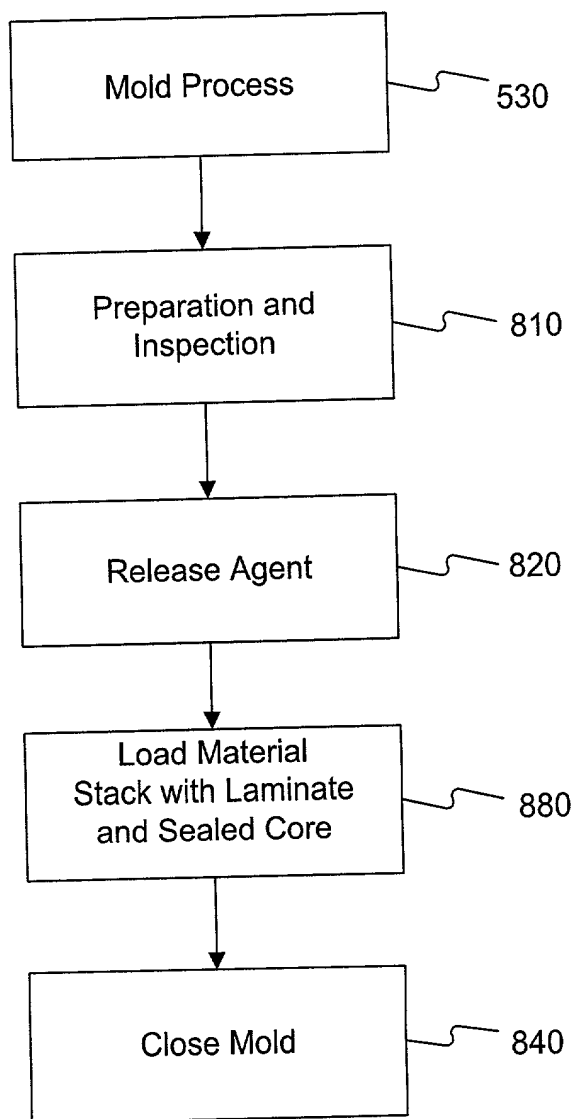 Mold Process
530
Preparation and
Inspection
810
Release Agent
820
Load Material
Stack with Laminate
and Sealed Core
880
Close Mold
840